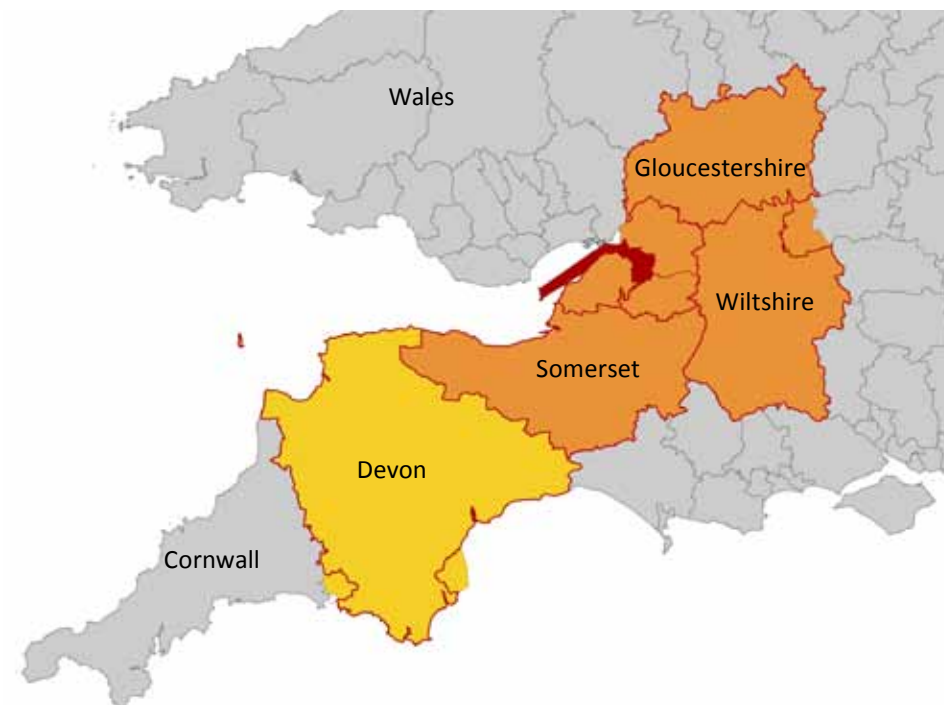 Wales
Gloucestershire
Wiltshire
Somerset
Devon
Cornwall